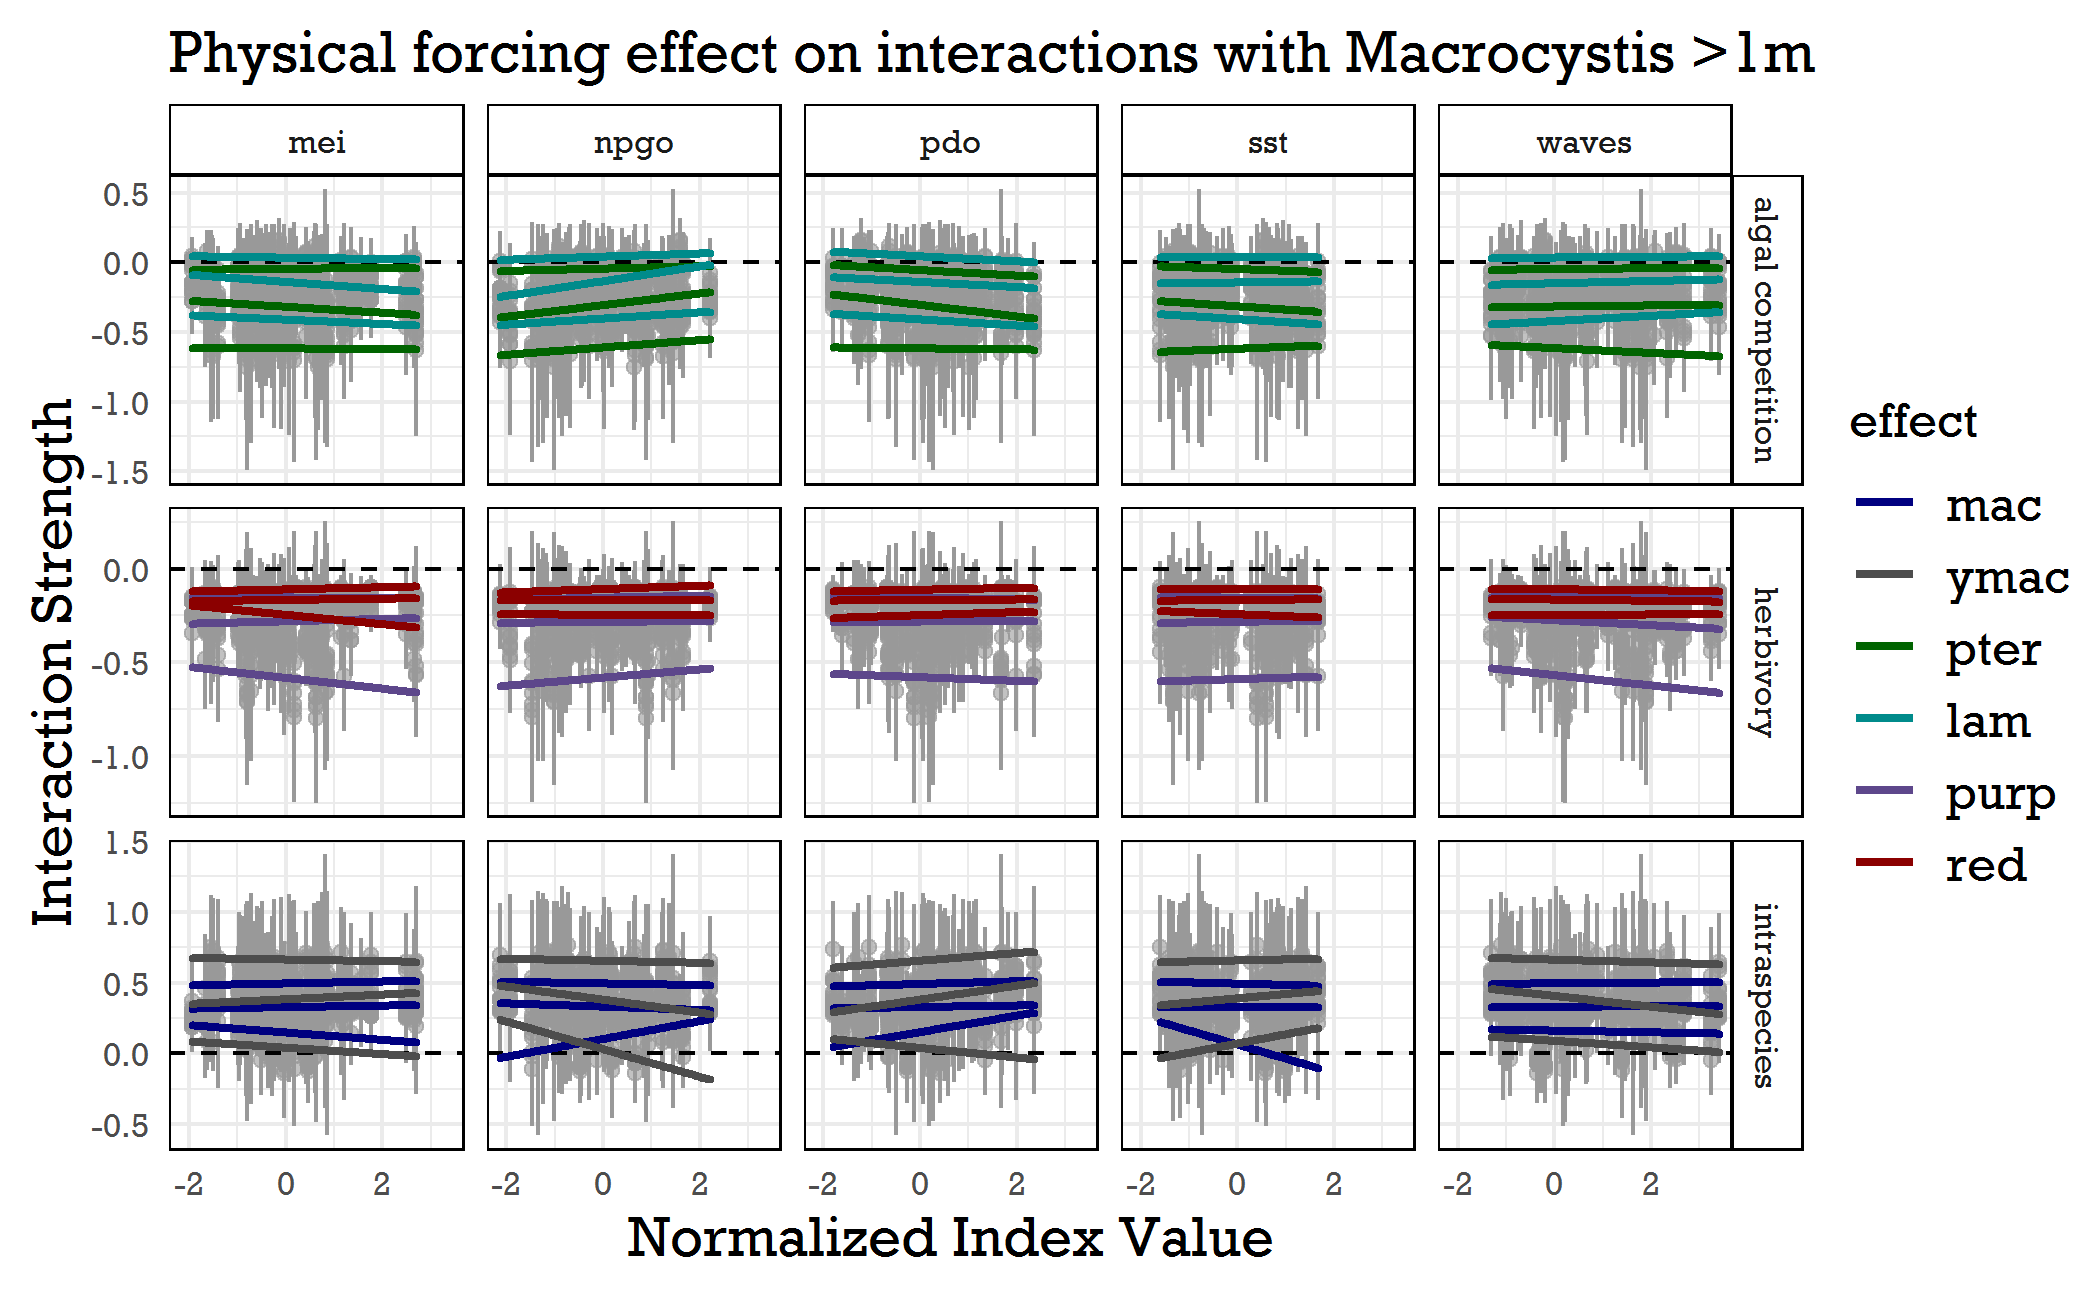 Physical forcing effect on interactions with Macrocystis >1m
mei
npgo
pdo
sst
waves
0.5
0.0
-0.5
-1.0
-1.5
algal competition
0.0
-0.5
-1.0
herbivory
1.5
1.0
0.5
0.0
-0.5
intraspecies
-2 0 2
-2 0 2
-2 0 2
-2 0 2
-2 0 2
Interaction Strength
Normalized Index Value
effect
mac
ymac
pter
lam
purp
red